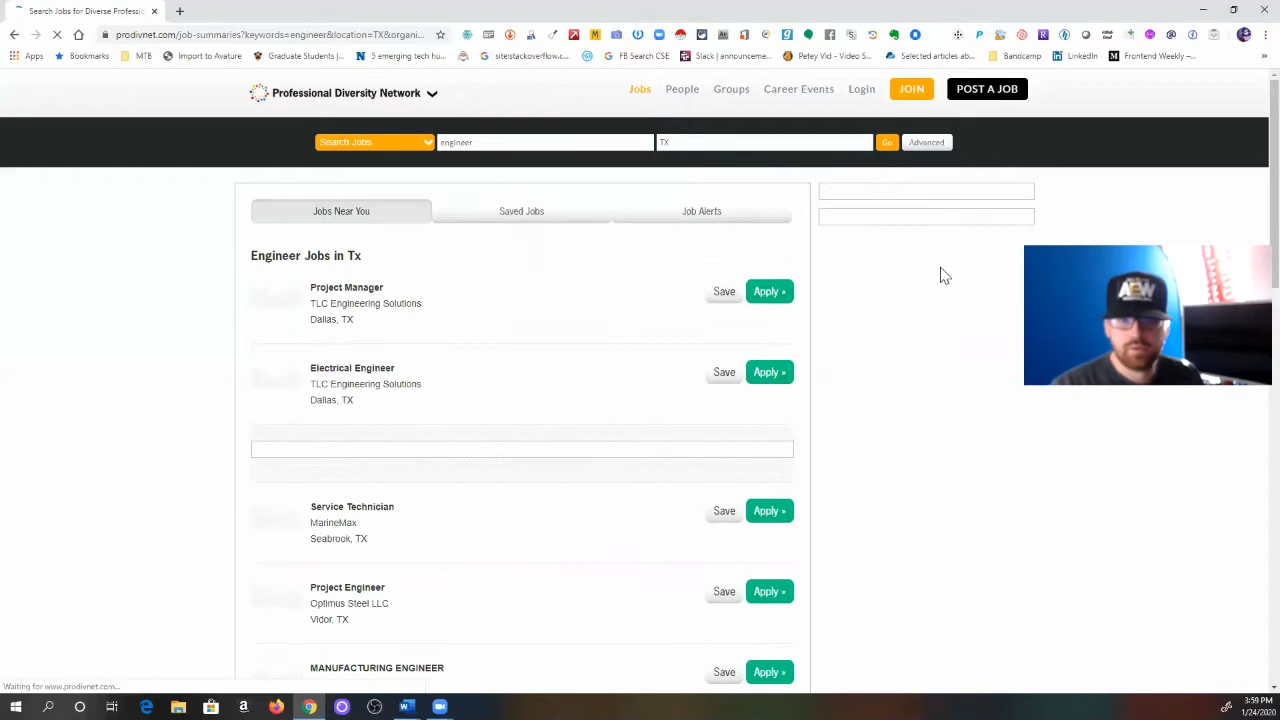 Search Jobs for Diverse Professio
prodivnet.com/job-summaries?keywords=engineer&location=TX&organi...
Apps
Bookmarks
MTB
Import to Avature
Graduate Students |...
5 emerging tech hu...
sitestackoverflow.c...
FB Search CSE
Slack | announceme...
Petey Vid - Video S...
Selected articles ab...
Bandcamp
LinkedIn
Frontend Weekly –...
»
Professional Diversity Network
Jobs
People
Groups
Career Events
Login
JOIN
POST A JOB
Search Jobs
engineer
TX
Go
Advanced
Jobs Near You
Saved Jobs
Job Alerts
Engineer Jobs in Tx
Project Manager
TLC Engineering Solutions
Dallas, TX
Save
Apply »
Electrical Engineer
TLC Engineering Solutions
Dallas, TX
Save
Apply »
Service Technician
MarineMax
Seabrook, TX
Save
Apply »
Project Engineer
Optimus Steel LLC
Vidor, TX
Save
Apply »
MANUFACTURING ENGINEER
Save
Apply »
Waiting for www.prodivnet.com...
AEW
3:59 PM
1/24/2020